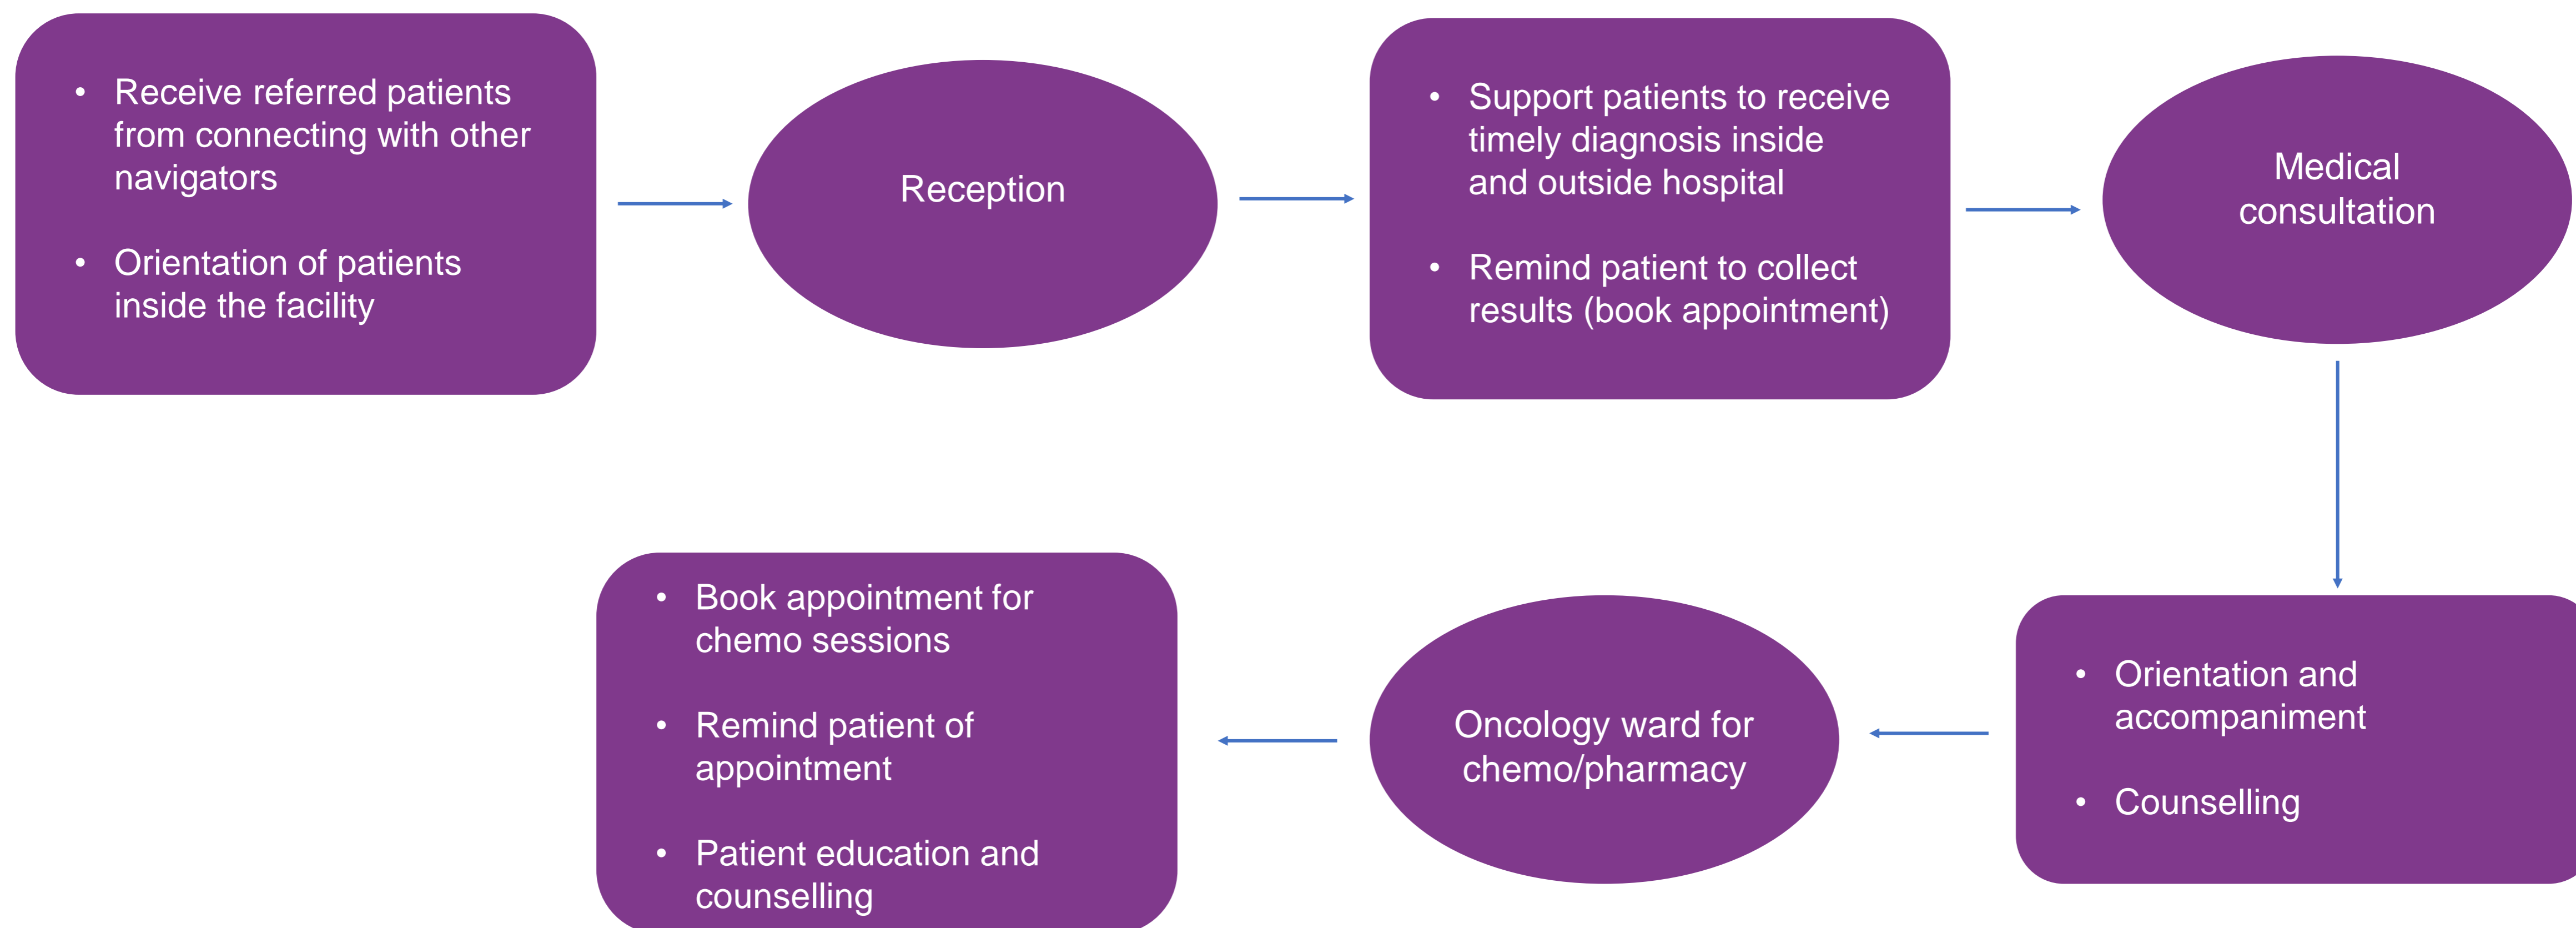 • Receive referred patients
from connecting with other
navigators
• Orientation of patients
inside the facility
Reception
• Support patients to receive
timely diagnosis inside
and outside hospital
• Remind patient to collect
results (book appointment)
Medical
consultation
• Orientation and
accompaniment
• Counselling
Oncology ward for
chemo/pharmacy
• Book appointment for
chemo sessions
• Remind patient of
appointment
• Patient education and
counselling